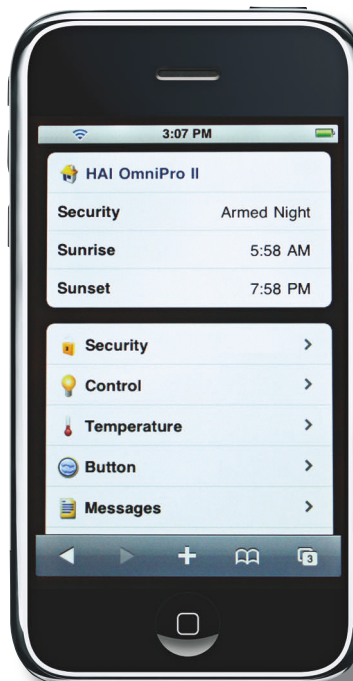 3:07 PM
HAI OmniPro II
Security Armed Night
Sunrise 5:58 AM
Sunset 7:58 PM
Security
Control
Temperature
Button
Messages
3